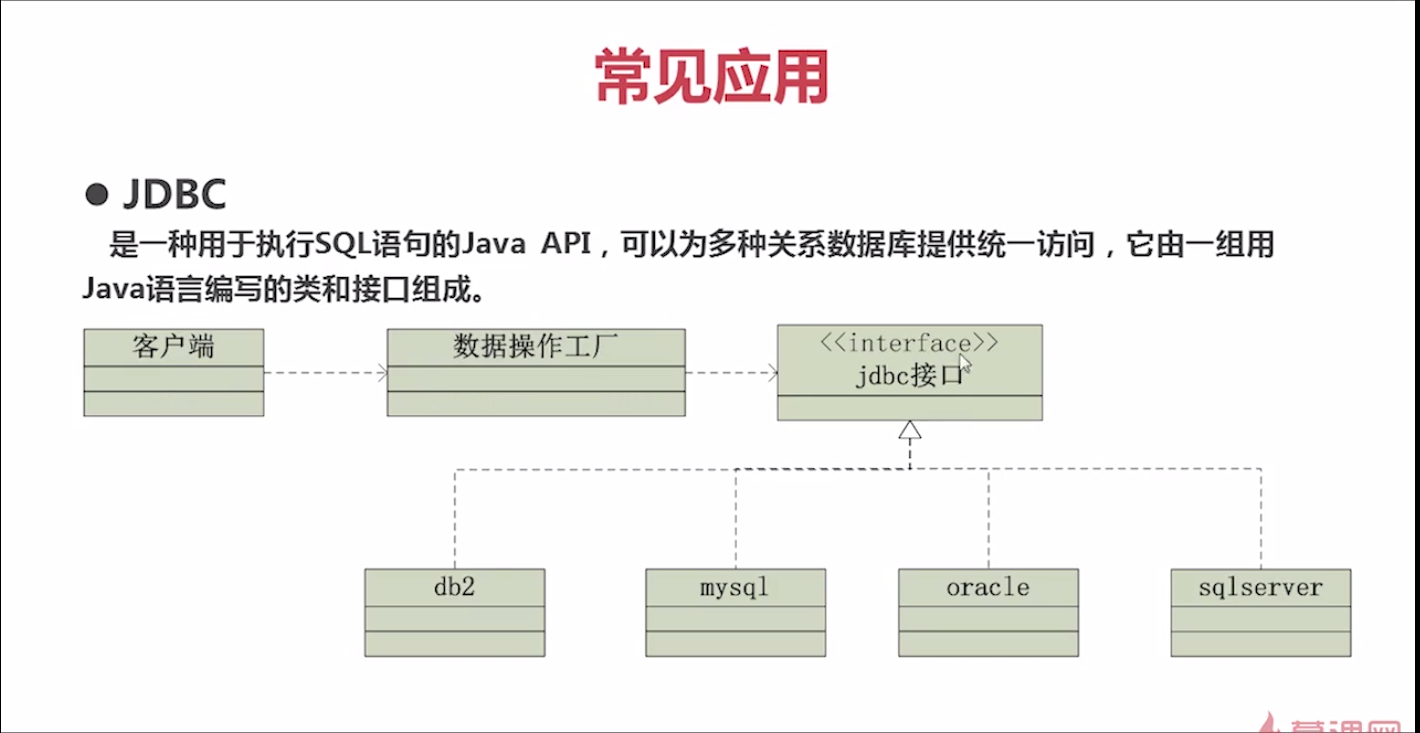 常见应用
● JDBC
是一种用于执行SQL语句的Java API，可以为多种关系数据库提供统一访问，它由一组用
Java语言编写的类和接口组成。
客户端
数据操作工厂
<<interface>>
jdbc接口
db2
mysql
oracle
sqlserver
慕课网